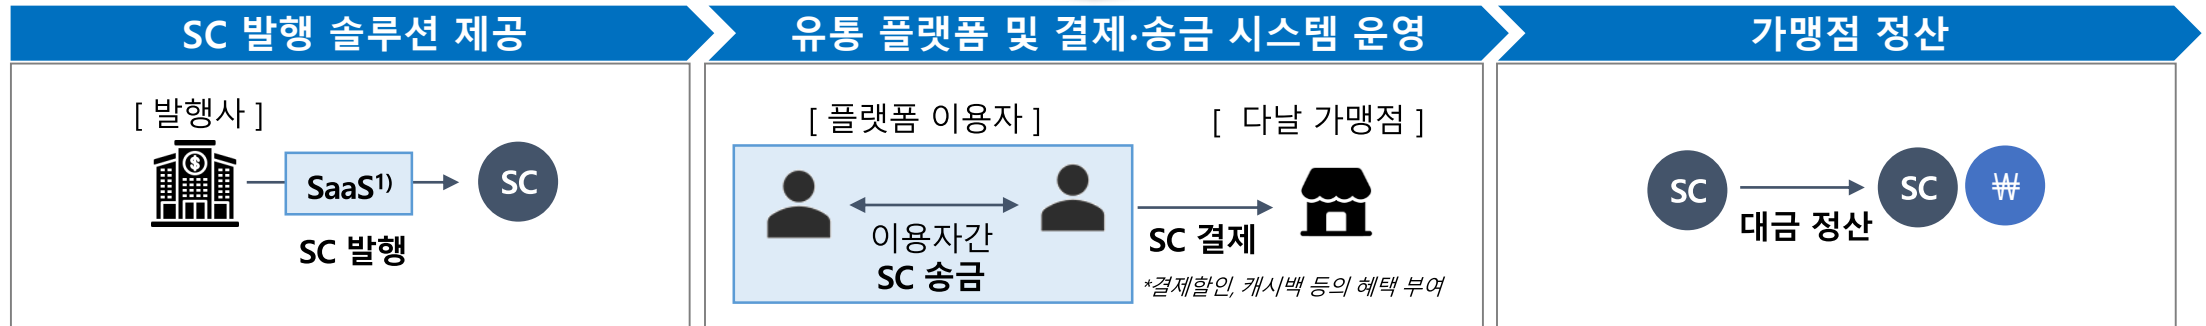 SC 발행 솔루션 제공
[ 발행사 ]
SaaS1)
SC
SC 발행
유통 플랫폼 및 결제·송금 시스템 운영
[ 플랫폼 이용자 ]
[ 다날 가맹점 ]
이용자간
SC 송금
SC 결제
*결제할인, 캐시백 등의 혜택 부여
가맹점 정산
SC
대금 정산
SC
₩